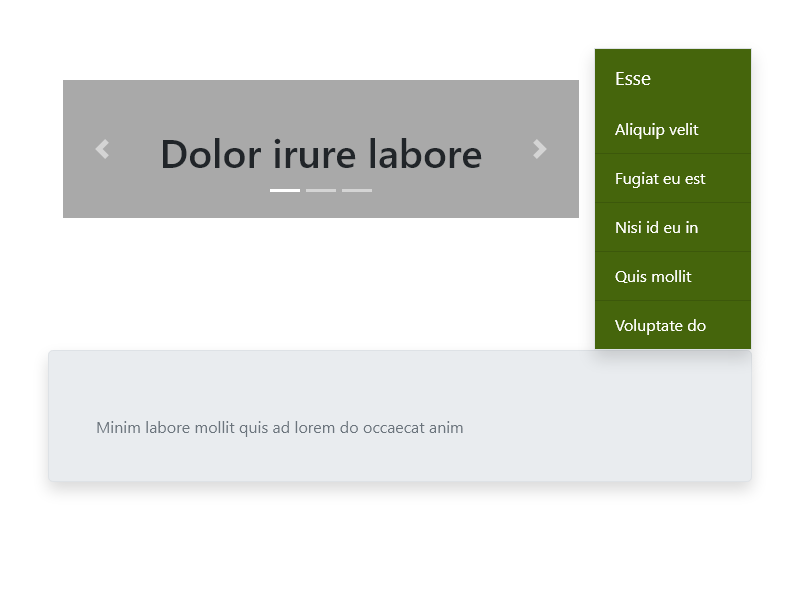 Dolor irure labore
Esse
Aliquip velit
Fugiat eu est
Nisi id eu in
Quis mollit
Voluptate do
Minim labore mollit quis ad lorem do occaecat anim